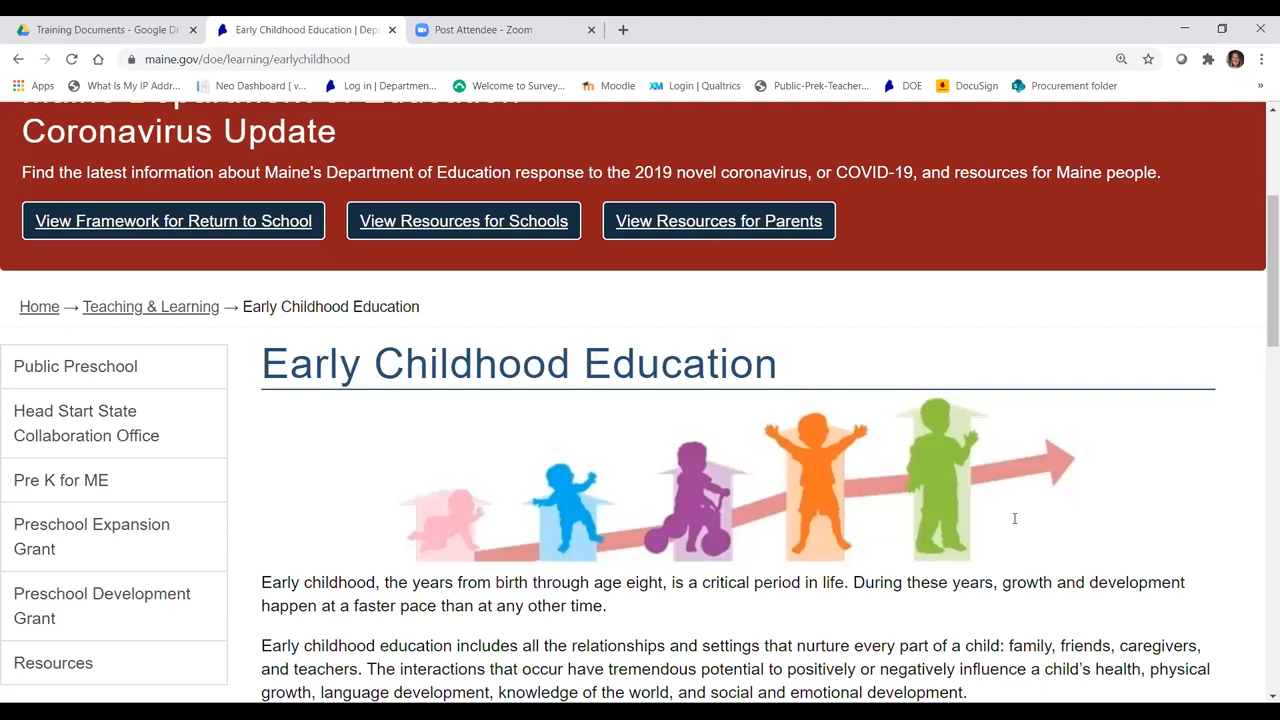 Training Documents - Google D
Early Childhood Education | Dep
Post Attendee - Zoom
maine.gov/doe/learning/earlychildhood
Apps
What Is My IP Addr...
Neo Dashboard [ v...
Log in | Departmen...
Welcome to Survey...
Moodle
Login | Qualtrics
Public-Prek-Teacher...
DOE
DocuSign
Procurement folder
»
Coronavirus Update
Find the latest information about Maine's Department of Education response to the 2019 novel coronavirus, or COVID-19, and resources for Maine people.
View Framework for Return to School
View Resources for Schools
View Resources for Parents
Home → Teaching & Learning → Early Childhood Education
Public Preschool
Head Start State
Collaboration Office
Pre K for ME
Preschool Expansion
Grant
Preschool Development
Grant
Resources
Early Childhood Education
Early childhood, the years from birth through age eight, is a critical period in life. During these years, growth and development
happen at a faster pace than at any other time.
Early childhood education includes all the relationships and settings that nurture every part of a child: family, friends, caregivers,
and teachers. The interactions that occur have tremendous potential to positively or negatively influence a child's health, physical
growth, language development, knowledge of the world, and social and emotional development.